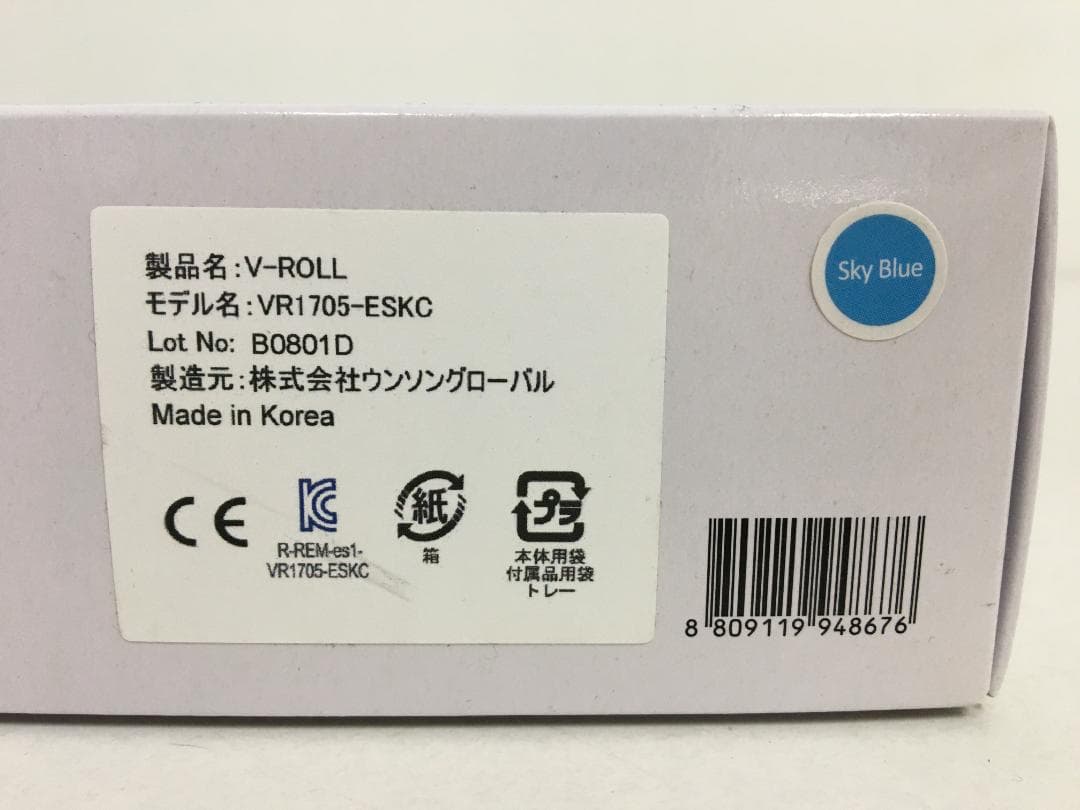 製品名:V-ROLL
モデル名:VR1705-ESKC
Lot No: B0801D
製造元:株式会社ウンソングローバル
Made in Korea
Sky Blue
CE
KC
R-REM-es1-
VR1705-ESKC
紙
箱
プラ
本体用袋
付属品用袋
トレー
8 809119 948676